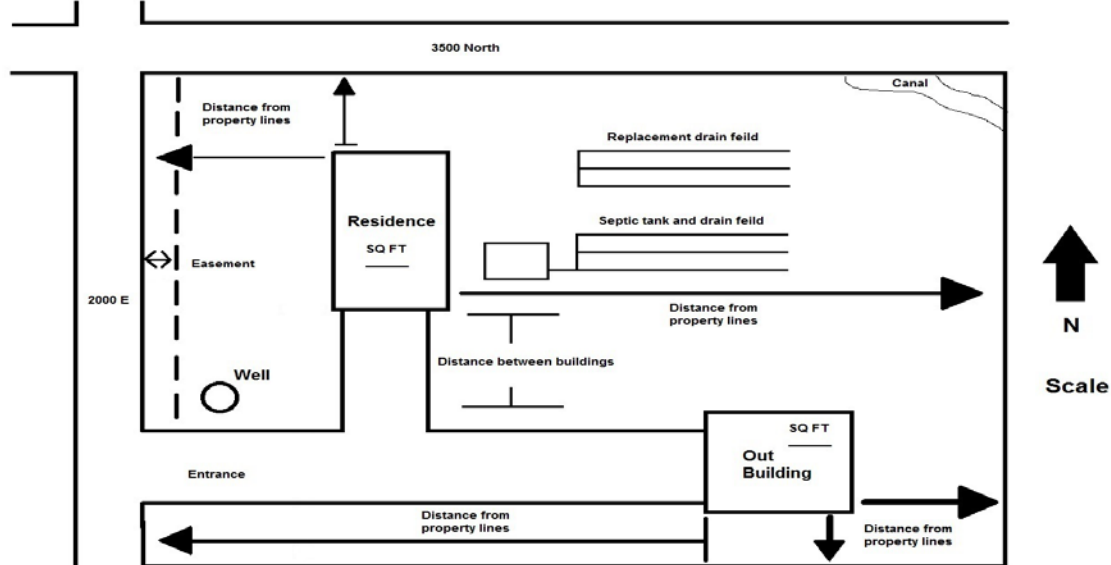 3500 North
Canal
Distance from
property lines
Replacement drain feild
Residence
SQ FT
Septic tank and drain feild
Easement
2000 E
Distance from
property lines
N
Distance between buildings
Well
Scale
SQ FT
Out
Building
Entrance
Distance from
property lines
Distance from
property lines